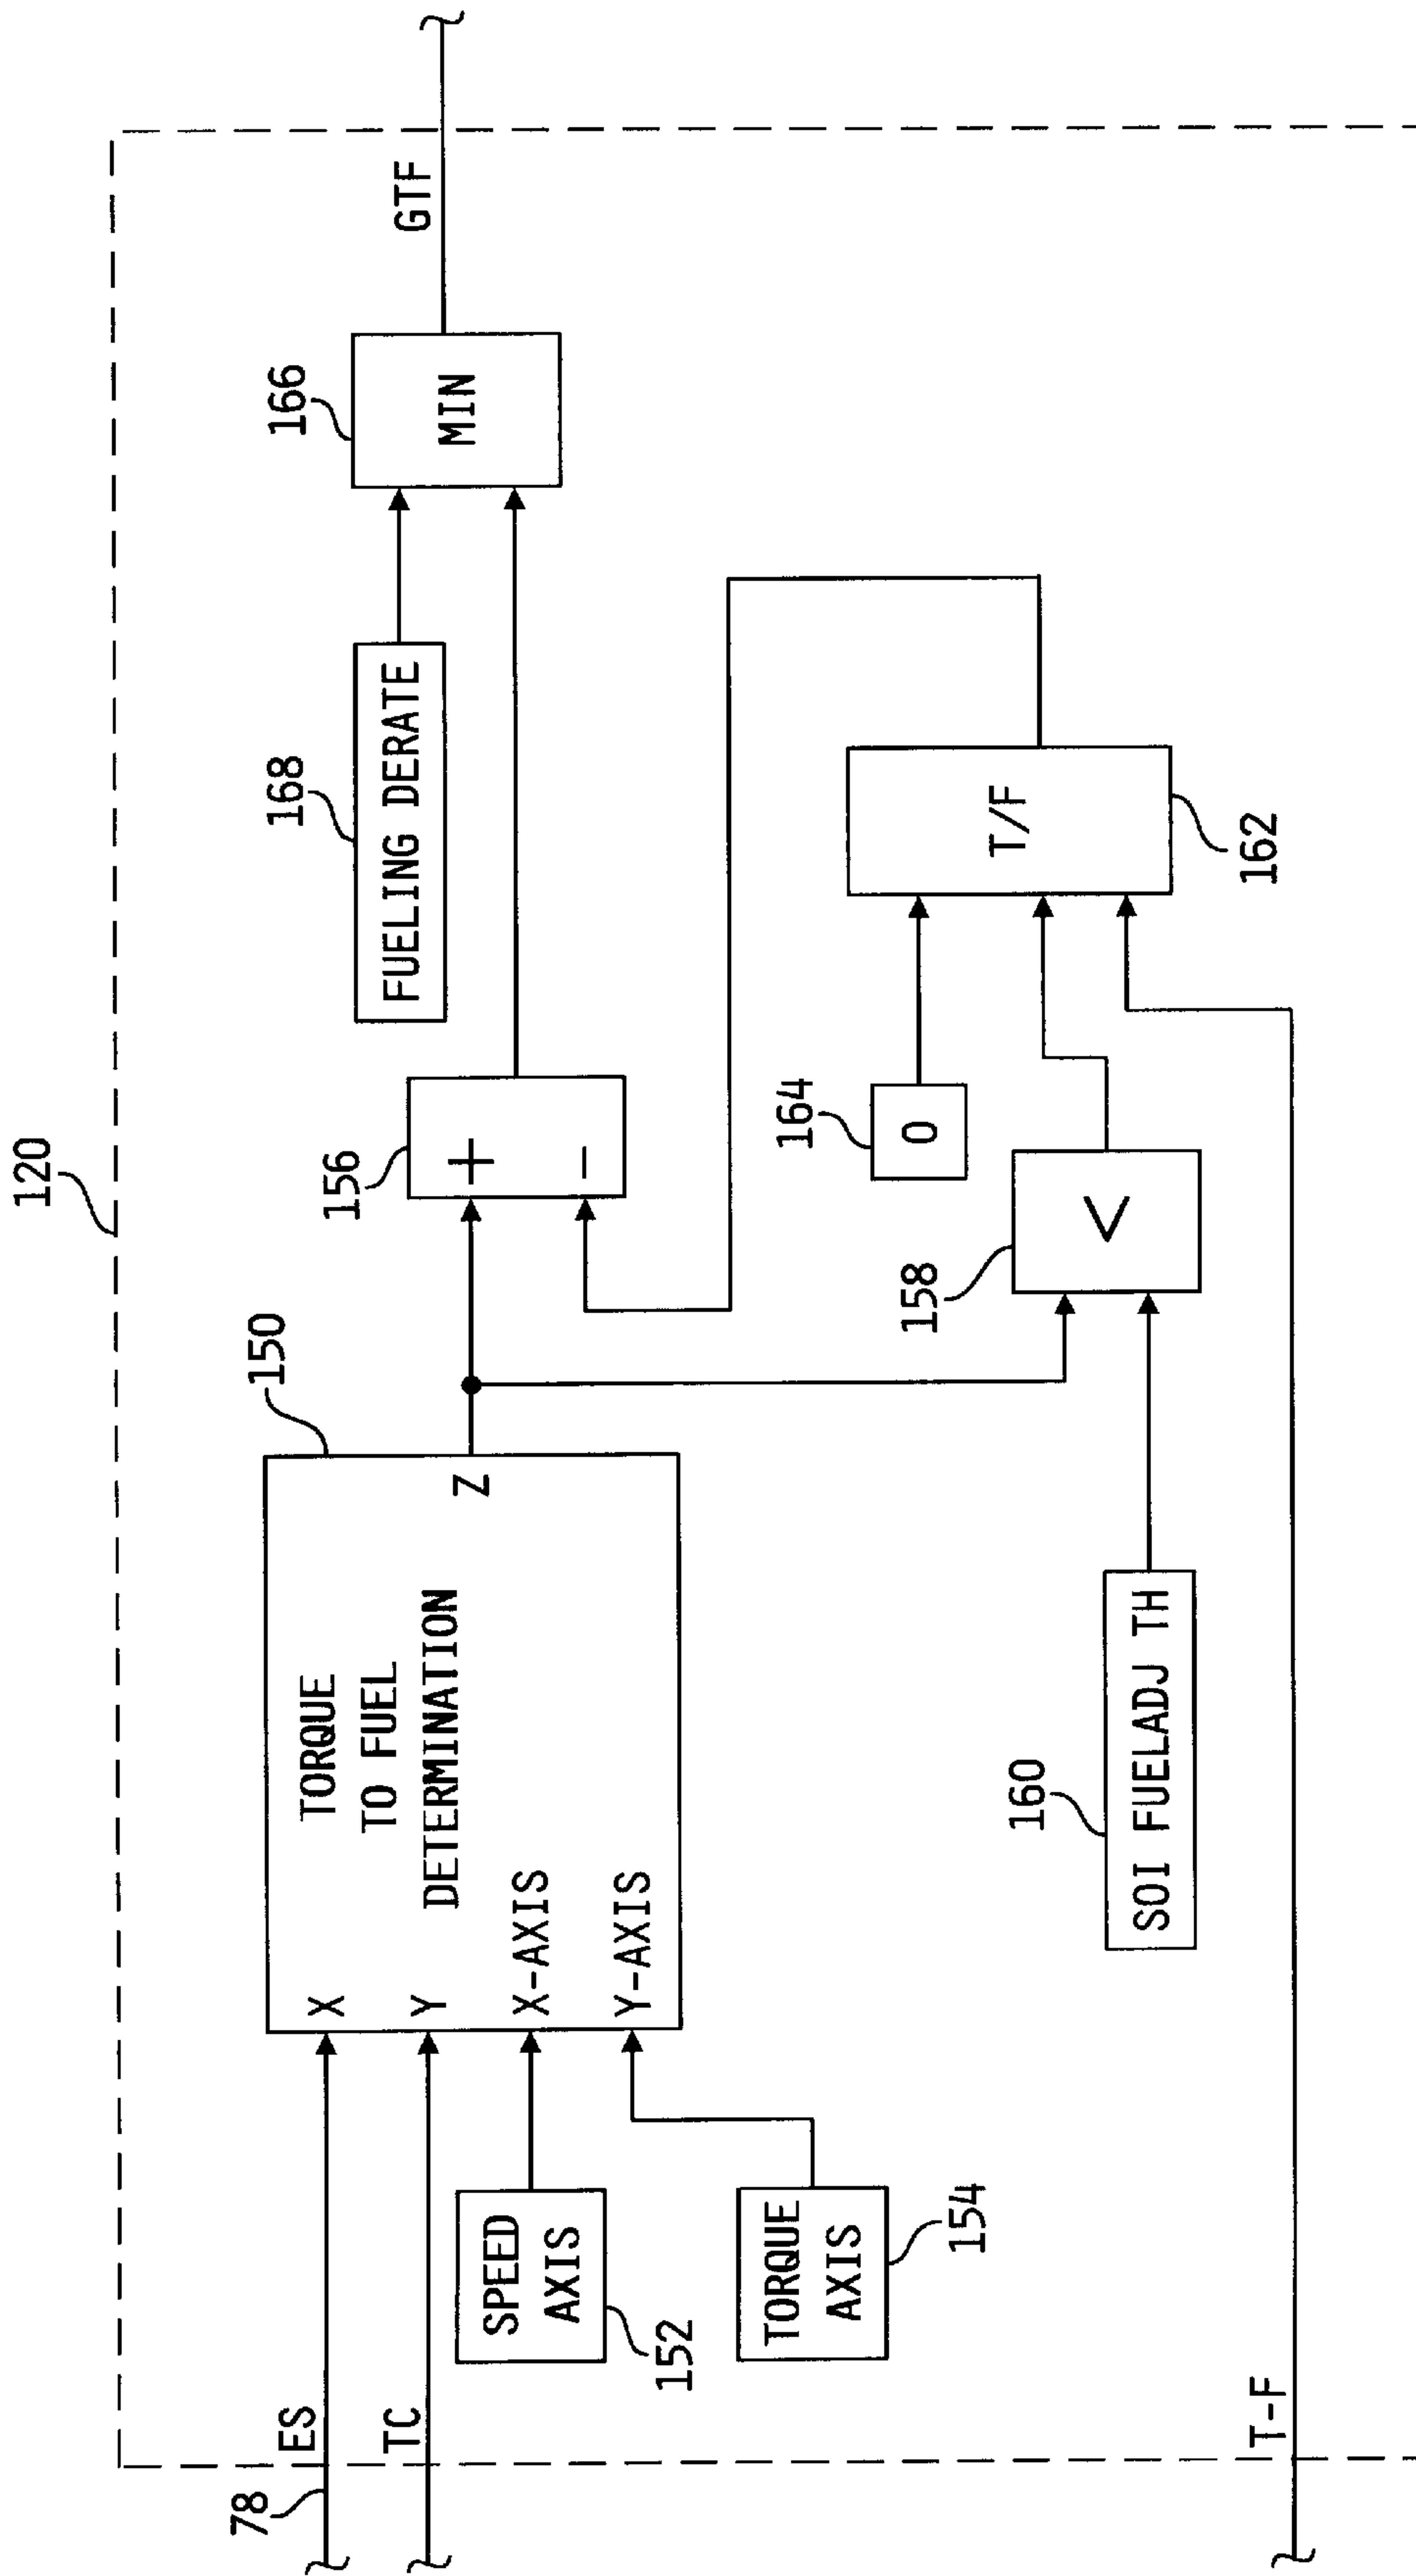 120
78
ES
TC
X
Y
X-AXIS
Y-AXIS
TORQUE
TO FUEL
DETERMINATION
Z
150
SPEED
AXIS
152
TORQUE
AXIS
154
156
+
-
168
FUELING DERATE
166
MIN
GTF
160
SOI FUELADJ TH
158
<
164
0
T/F
162
T-F